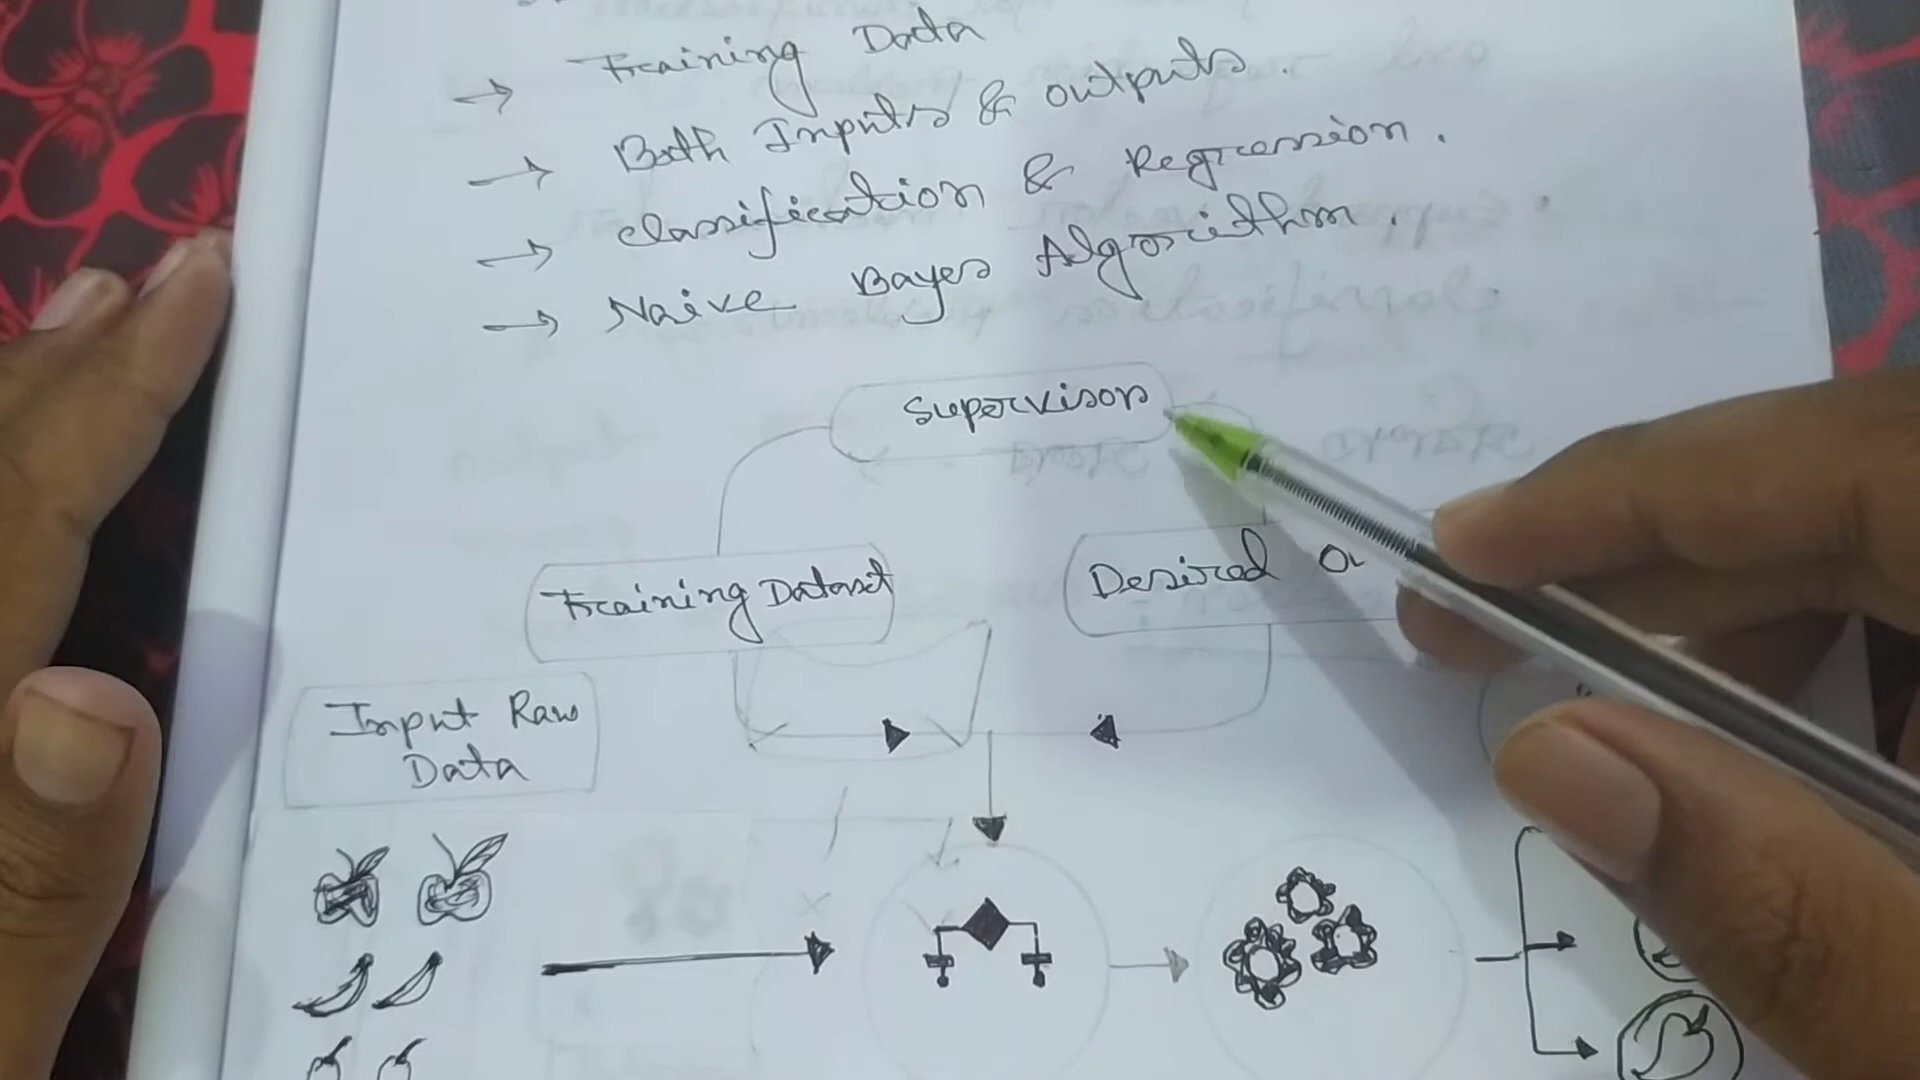 → Training Data
→ Both Inputs & outputs.
→ classification & Regression.
→ Naive Bayes Algorithm.
Supervisor
Training Dataset
Desired
Input Raw
Data